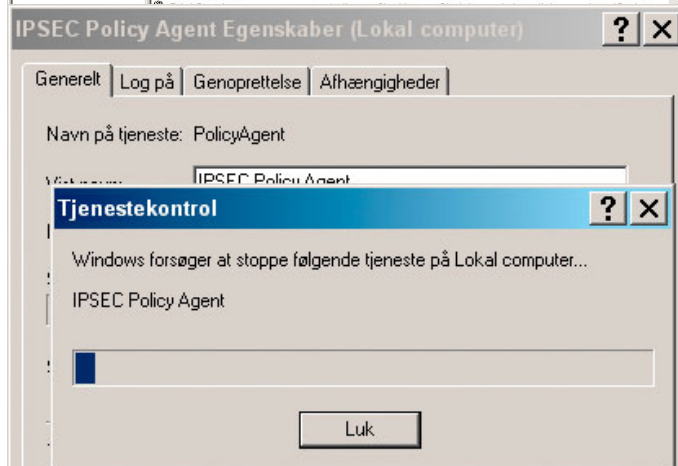 IPSEC Policy Agent Egenskaber (Lokal computer)
Generelt Log på Genoprettelse Afhængigheder
Navn på tjeneste: PolicyAgent
IPSEC Policy Agent
Tjenestekontrol
Windows forsøger at stoppe følgende tjeneste på Lokal computer...
IPSEC Policy Agent
Luk